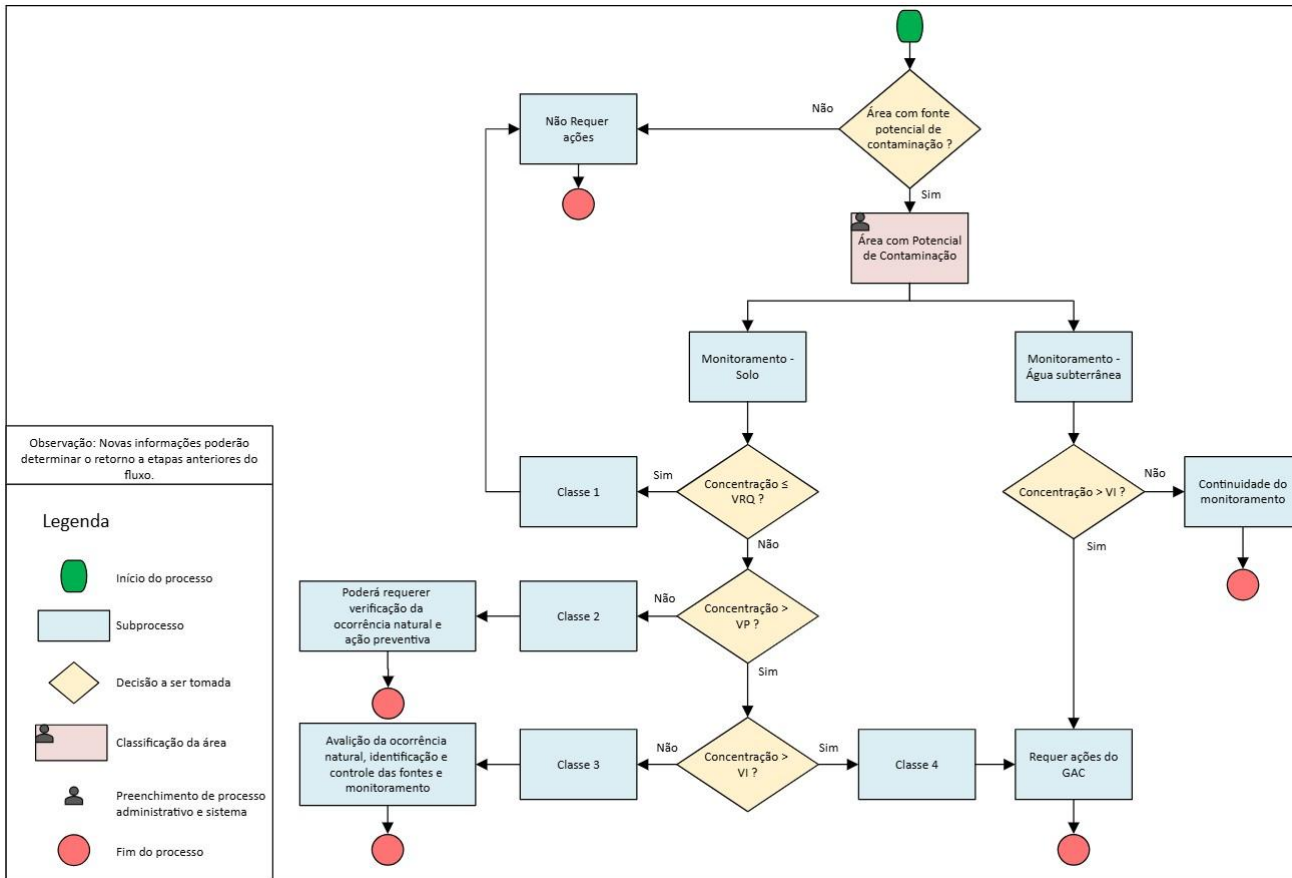 Área com fonte
potencial de
contaminação ?
Não
Sim
Não Requer
ações
Área com Potencial
de Contaminação
Monitoramento -
Solo
Monitoramento -
Água subterrânea
Concentração ≤
VRQ ?
Sim
Não
Classe 1
Concentração > VI ?
Não
Sim
Continuidade do
monitoramento
Concentração >
VP ?
Não
Sim
Classe 2
Poderá requerer
verificação da
ocorrência natural e
ação preventiva
Concentração >
VI ?
Não
Sim
Classe 3
Avalição da ocorrência
natural, identificação e
controle das fontes e
monitoramento
Classe 4
Requer ações do
GAC
Observação: Novas informações poderão
determinar o retorno a etapas anteriores do
fluxo.
Legenda
Início do processo
Subprocesso
Decisão a ser tomada
Classificação da área
Preenchimento de processo
administrativo e sistema
Fim do processo